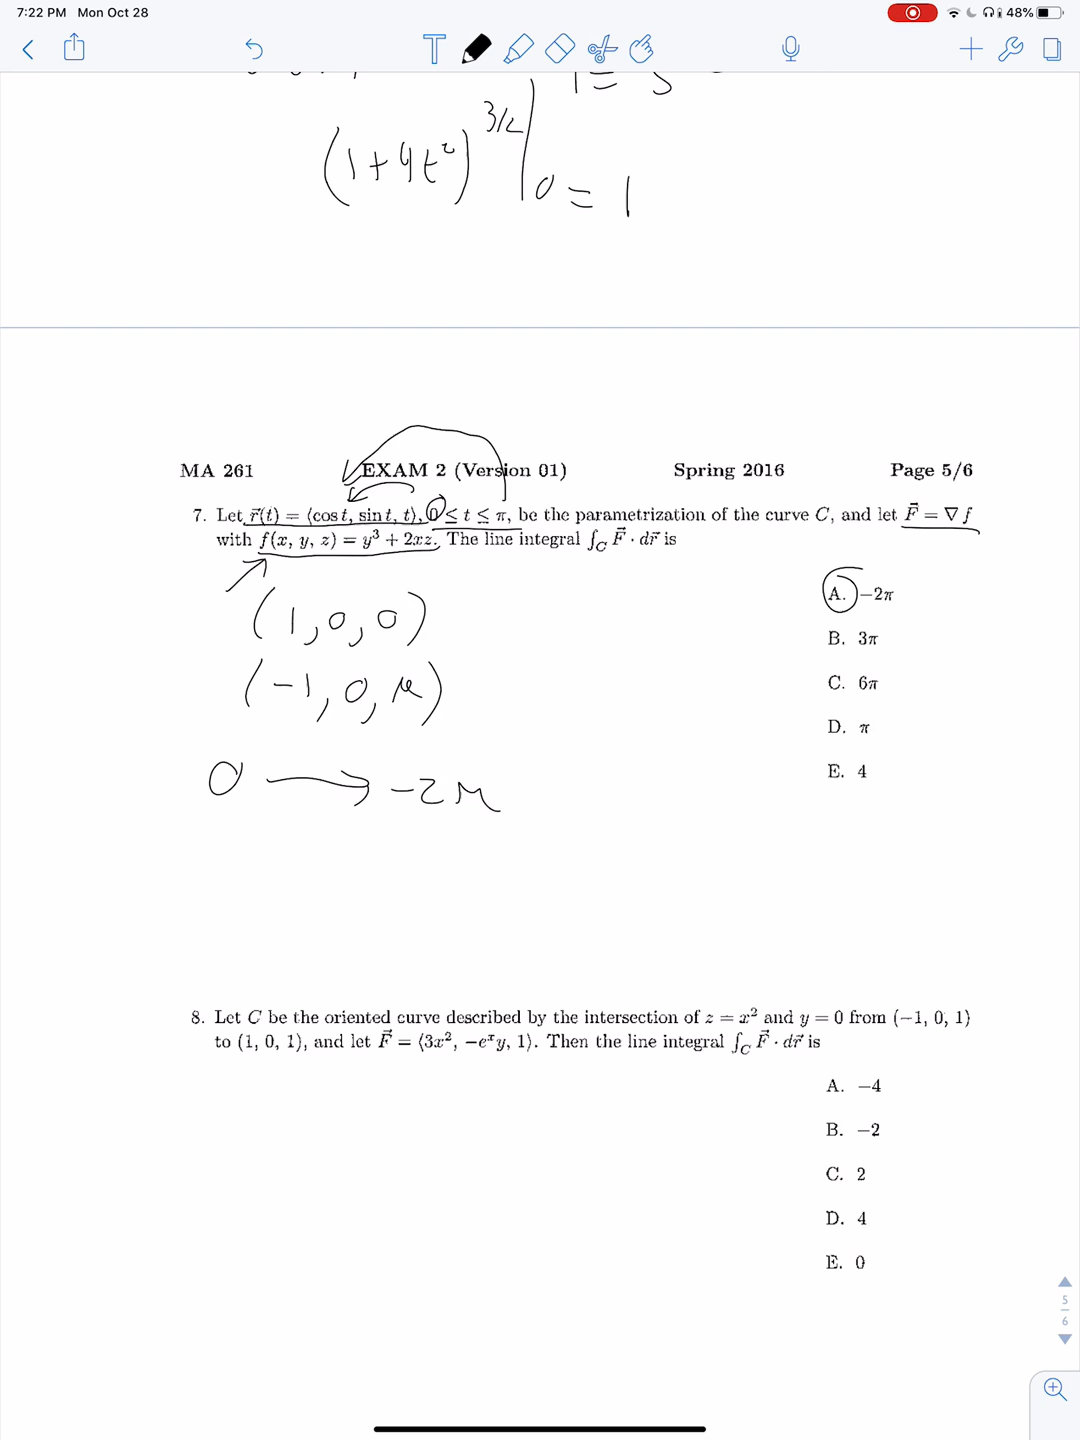 7:22 PM Mon Oct 28 48%
(1+4t²)^3/2 |0 = 1
MA 261 EXAM 2 (Version 01) Spring 2016 Page 5/6
7. Let r⃗(t) = ⟨cos t, sin t, t⟩, 0 ≤ t ≤ π, be the parametrization of the curve C, and let F⃗ = ∇f
with f(x, y, z) = y³ + 2xz. The line integral ∫_C F⃗ · dr⃗ is
(1, 0, 0)
(-1, 0, π)
0 → -2π
A. −2π
B. 3π
C. 6π
D. π
E. 4
8. Let C be the oriented curve described by the intersection of z = x² and y = 0 from (−1, 0, 1)
to (1, 0, 1), and let F⃗ = ⟨3x², −eˣy, 1⟩. Then the line integral ∫_C F⃗ · dr⃗ is
A. −4
B. −2
C. 2
D. 4
E. 0
5
6